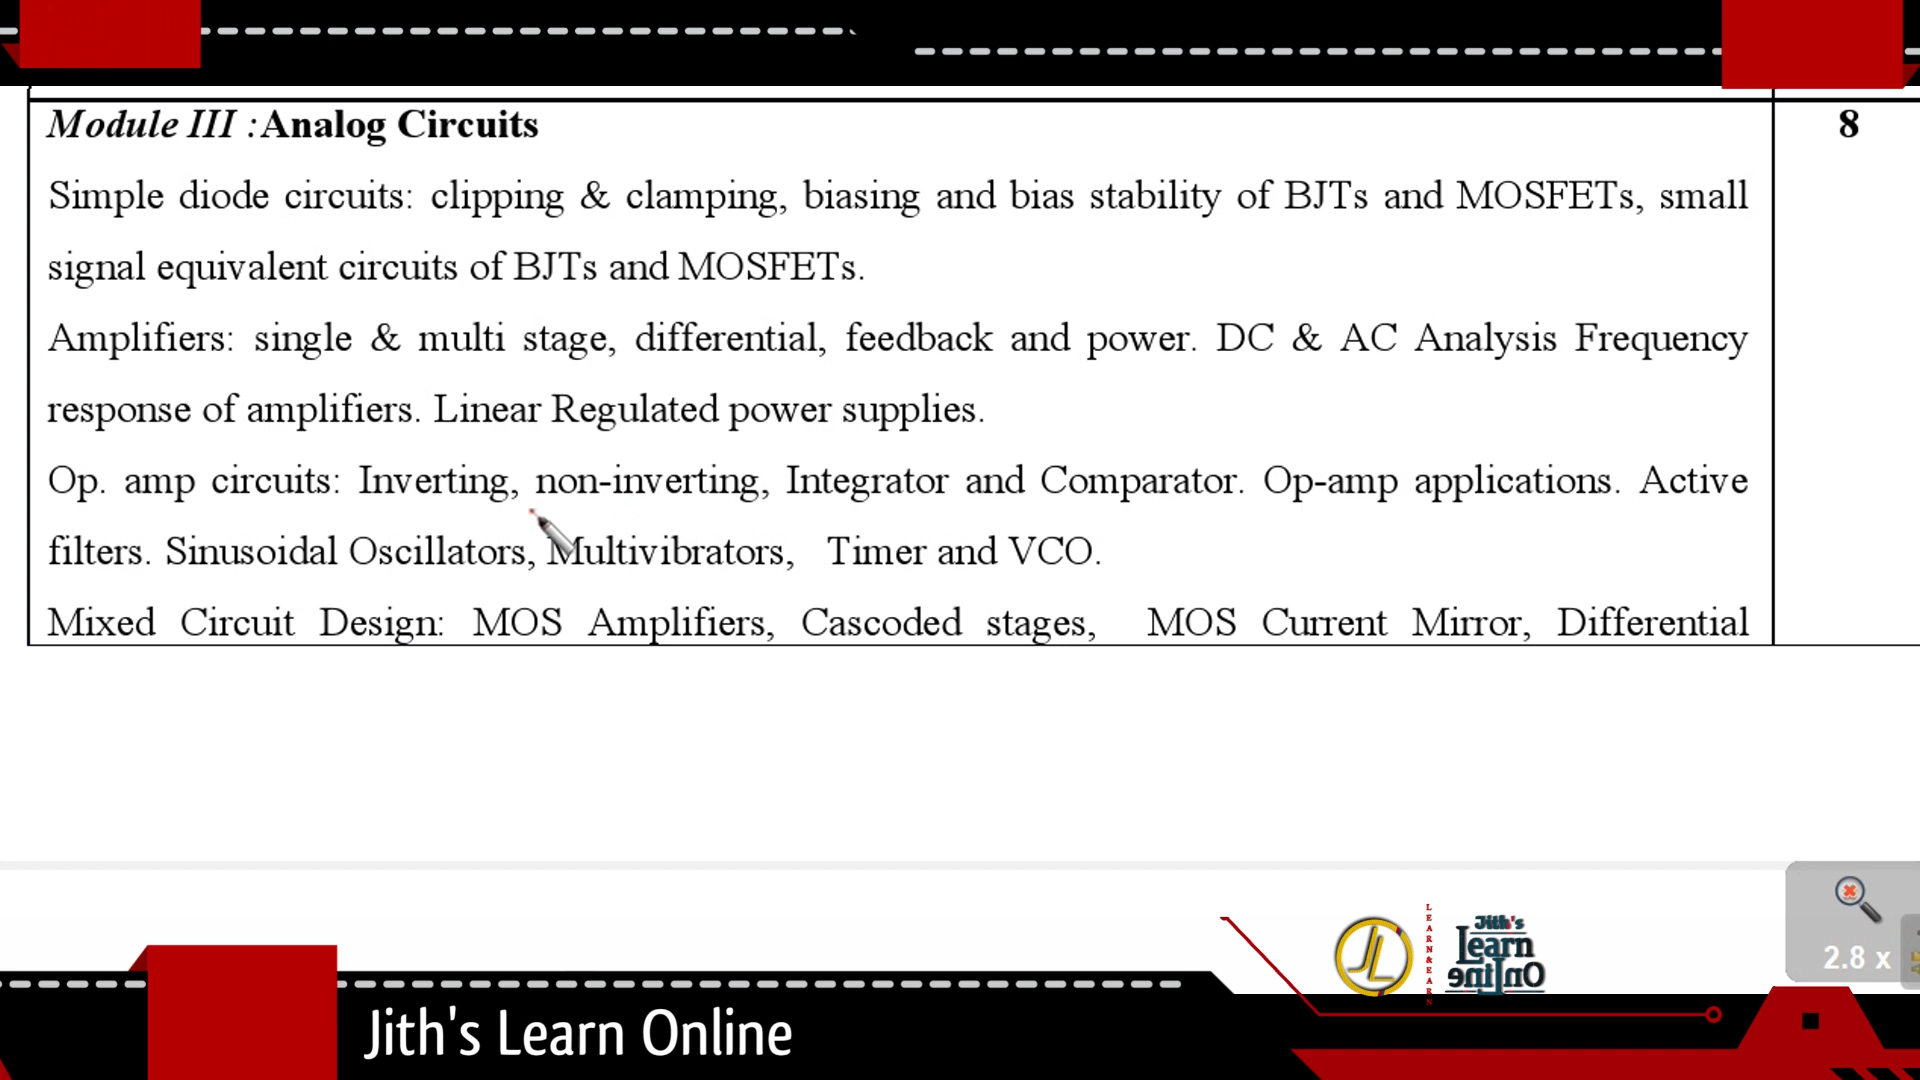 Module III :Analog Circuits
8
Simple diode circuits: clipping & clamping, biasing and bias stability of BJTs and MOSFETs, small
signal equivalent circuits of BJTs and MOSFETs.
Amplifiers: single & multi stage, differential, feedback and power. DC & AC Analysis Frequency
response of amplifiers. Linear Regulated power supplies.
Op. amp circuits: Inverting, non-inverting, Integrator and Comparator. Op-amp applications. Active
filters. Sinusoidal Oscillators, Multivibrators, Timer and VCO.
Mixed Circuit Design: MOS Amplifiers, Cascoded stages, MOS Current Mirror, Differential
2.8 x
JL
LEARN&EARN
Jith's
Learn
OnLine
Jith's Learn Online